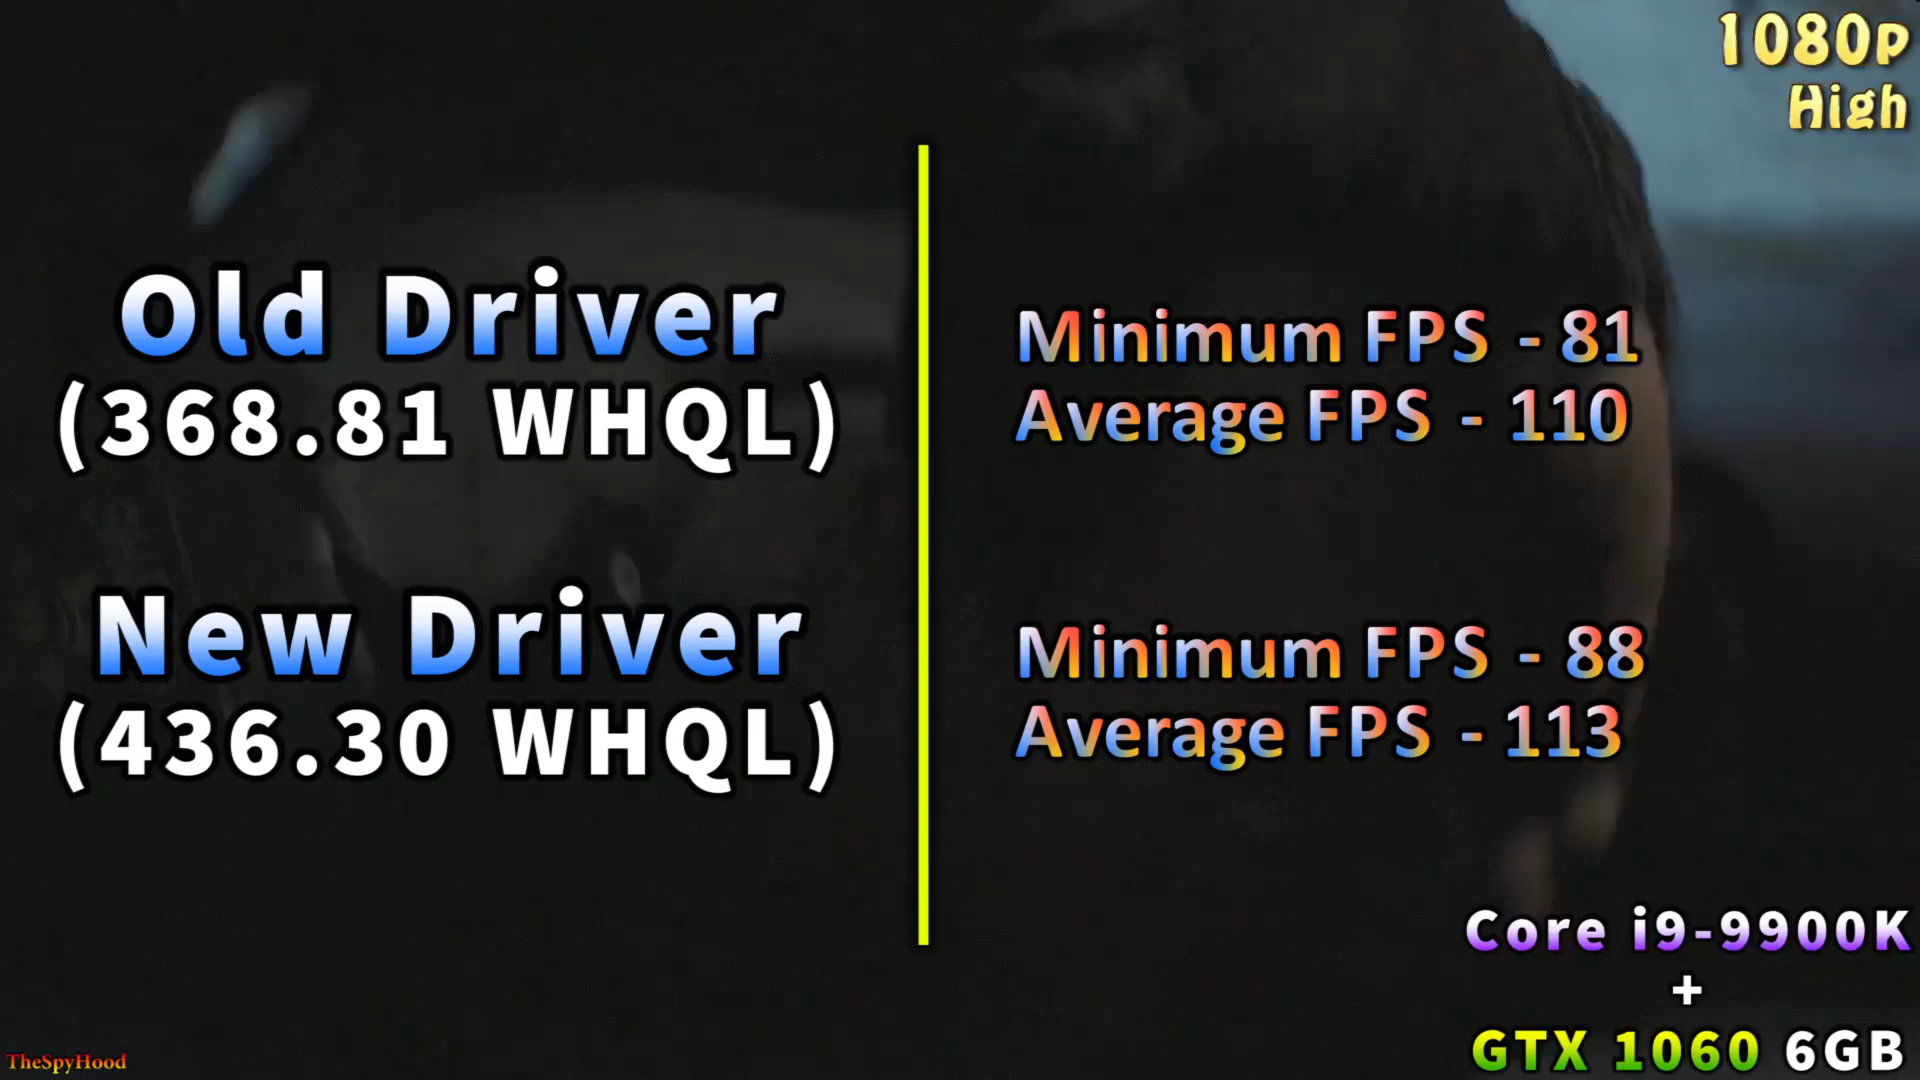 1080p
High
Old Driver
(368.81 WHQL)
Minimum FPS - 81
Average FPS - 110
New Driver
(436.30 WHQL)
Minimum FPS - 88
Average FPS - 113
Core i9-9900K
+
GTX 1060 6GB
TheSpyHood